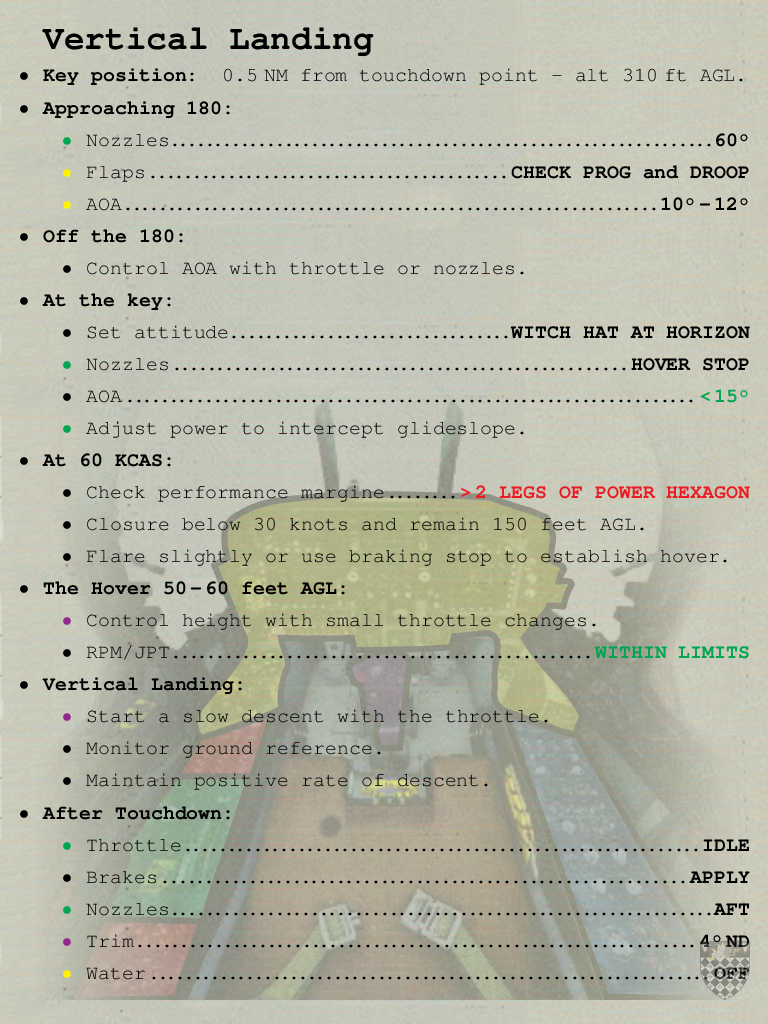 Vertical Landing
● Key position: 0.5 NM from touchdown point – alt 310 ft AGL.
● Approaching 180:
● Nozzles..............................................................60°
● Flaps....................................CHECK PROG and DROOP
● AOA.......................................................10°–12°
● Off the 180:
● Control AOA with throttle or nozzles.
● At the key:
● Set attitude............................WITCH HAT AT HORIZON
● Nozzles..............................................HOVER STOP
● AOA..........................................................<15°
● Adjust power to intercept glideslope.
● At 60 KCAS:
● Check performance margine........>2 LEGS OF POWER HEXAGON
● Closure below 30 knots and remain 150 feet AGL.
● Flare slightly or use braking stop to establish hover.
● The Hover 50–60 feet AGL:
● Control height with small throttle changes.
● RPM/JPT..........................................WITHIN LIMITS
● Vertical Landing:
● Start a slow descent with the throttle.
● Monitor ground reference.
● Maintain positive rate of descent.
● After Touchdown:
● Throttle....................................................IDLE
● Brakes.....................................................APPLY
● Nozzles......................................................AFT
● Trim........................................................4° ND
● Water........................................................OFF